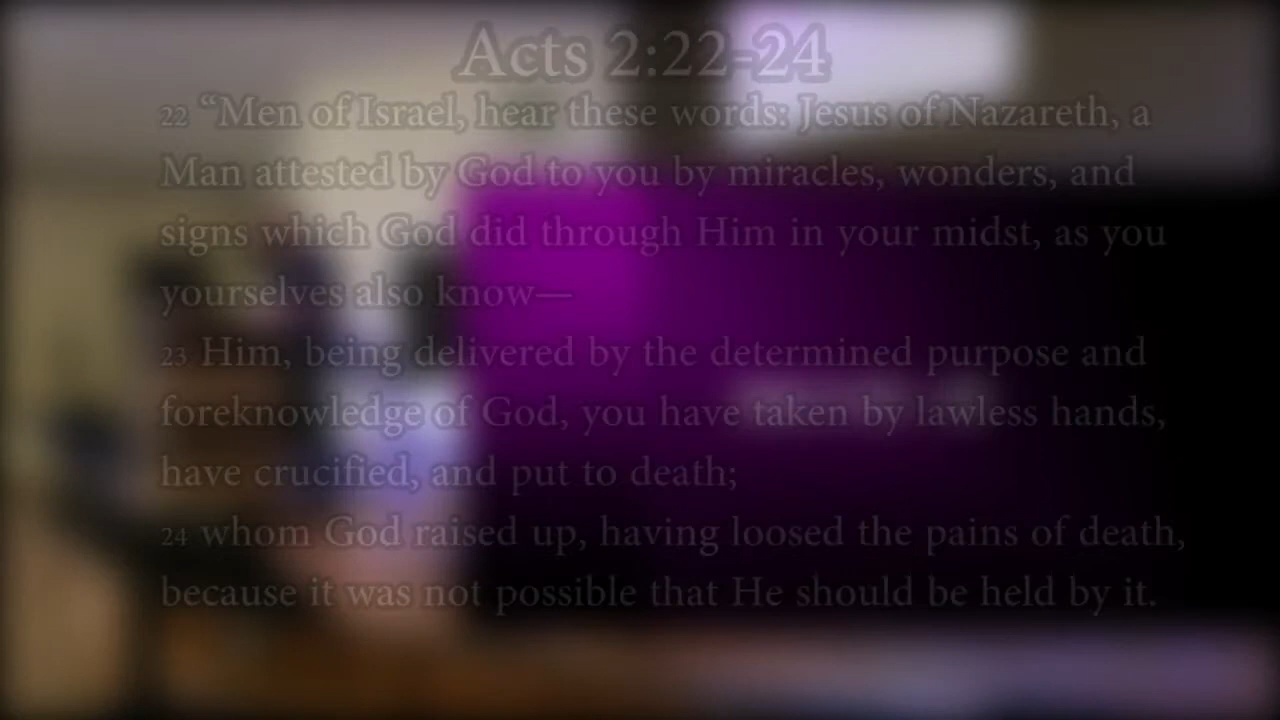 Acts 2:22-24
22 “Men of Israel, hear these words: Jesus of Nazareth, a
Man attested by God to you by miracles, wonders, and
signs which God did through Him in your midst, as you
yourselves also know—
23 Him, being delivered by the determined purpose and
foreknowledge of God, you have taken by lawless hands,
have crucified, and put to death;
24 whom God raised up, having loosed the pains of death,
because it was not possible that He should be held by it.